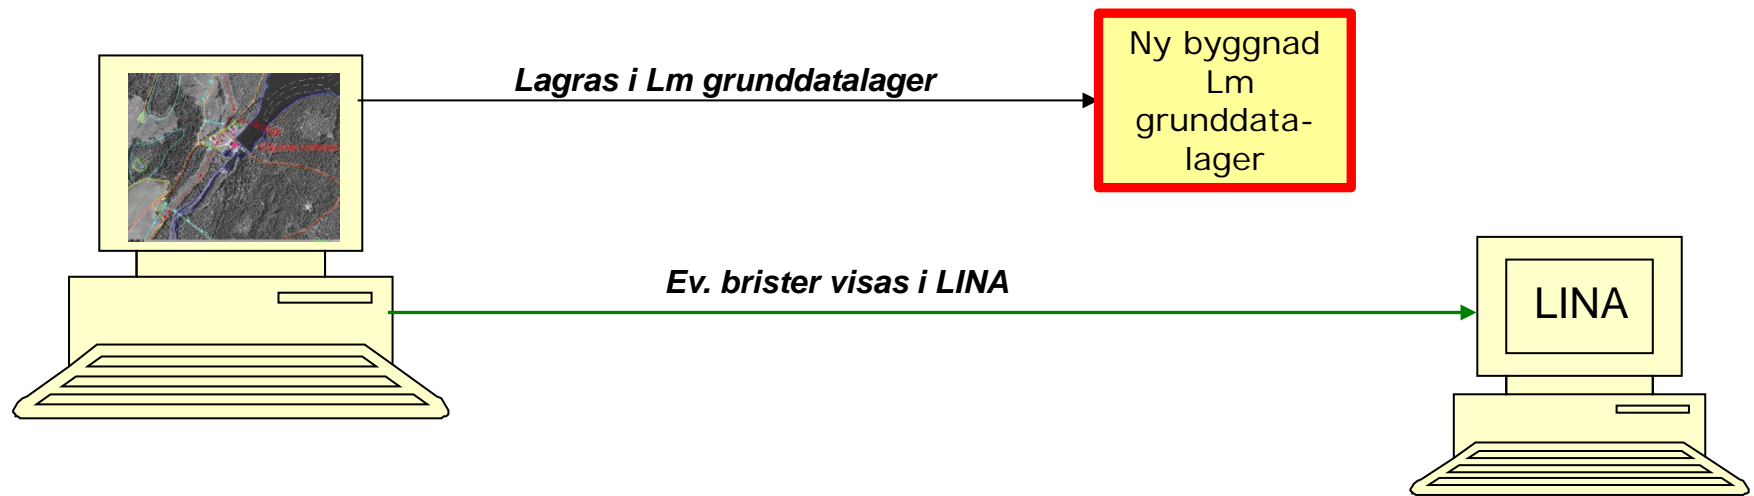 Ny byggnad
Lm
grunddata-
lager
Lagras i Lm grunddatalager
Ev. brister visas i LINA
LINA